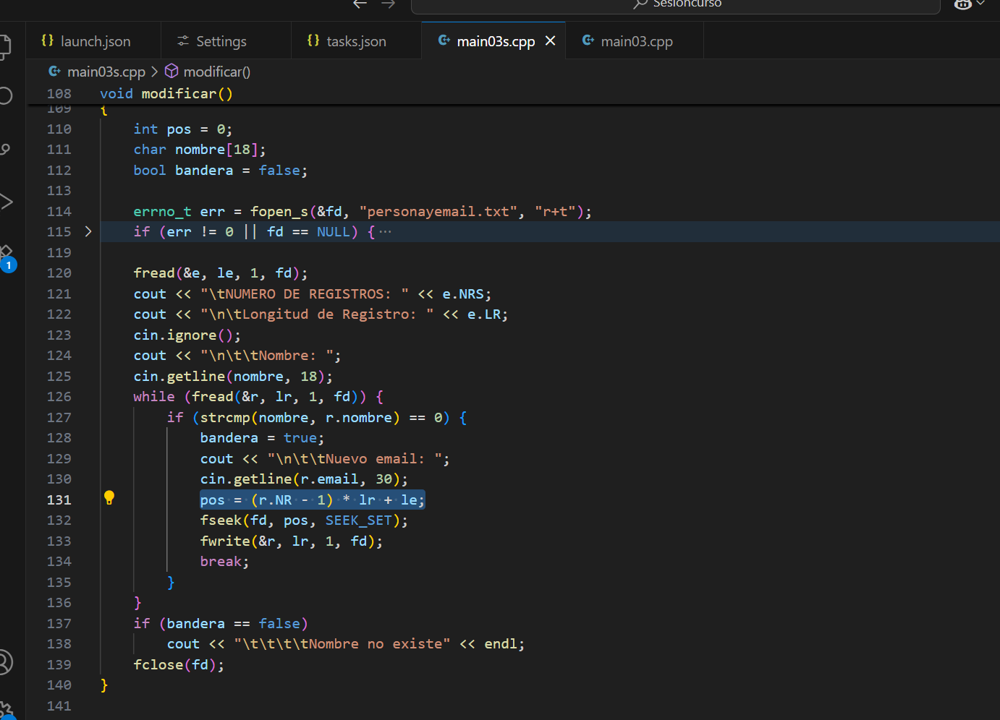 Sesioncurso
{} launch.json Settings {} tasks.json main03s.cpp main03.cpp
main03s.cpp > modificar()
108 void modificar()
109 {
110     int pos = 0;
111     char nombre[18];
112     bool bandera = false;
113
114     errno_t err = fopen_s(&fd, "personayemail.txt", "r+t");
115     if (err != 0 || fd == NULL) {···
119
120     fread(&e, le, 1, fd);
121     cout << "\tNUMERO DE REGISTROS: " << e.NRS;
122     cout << "\n\tLongitud de Registro: " << e.LR;
123     cin.ignore();
124     cout << "\n\t\tNombre: ";
125     cin.getline(nombre, 18);
126     while (fread(&r, lr, 1, fd)) {
127         if (strcmp(nombre, r.nombre) == 0) {
128             bandera = true;
129             cout << "\n\t\tNuevo email: ";
130             cin.getline(r.email, 30);
131             pos = (r.NR - 1) * lr + le;
132             fseek(fd, pos, SEEK_SET);
133             fwrite(&r, lr, 1, fd);
134             break;
135         }
136     }
137     if (bandera == false)
138         cout << "\t\t\t\tNombre no existe" << endl;
139     fclose(fd);
140 }
141
1